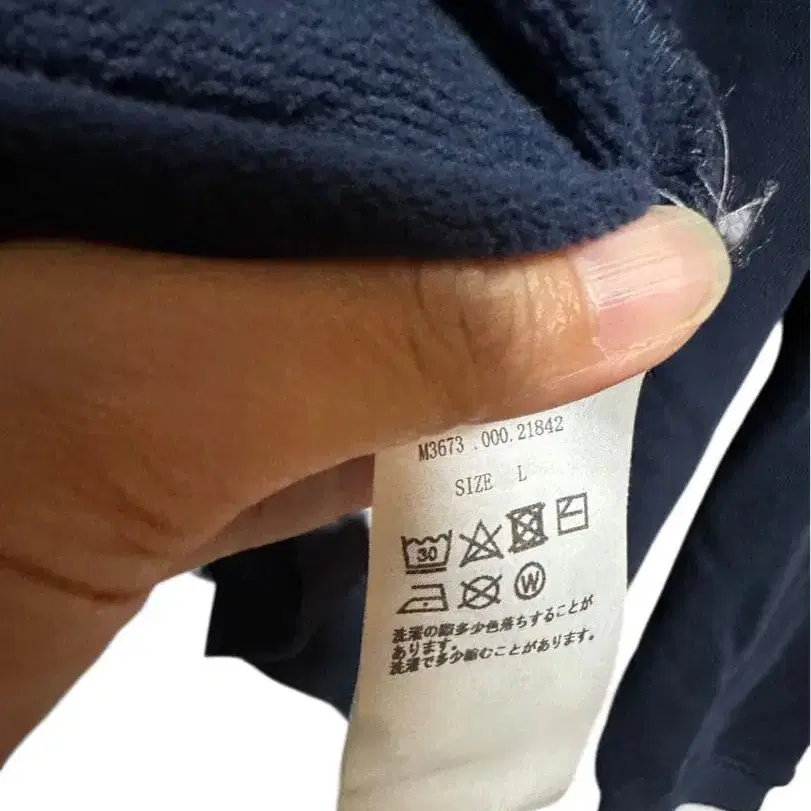 M3673 .000.21842
SIZE L
30
W
洗濯の際多少色落ちすることが
あります。
洗濯で多少縮むことがあります。